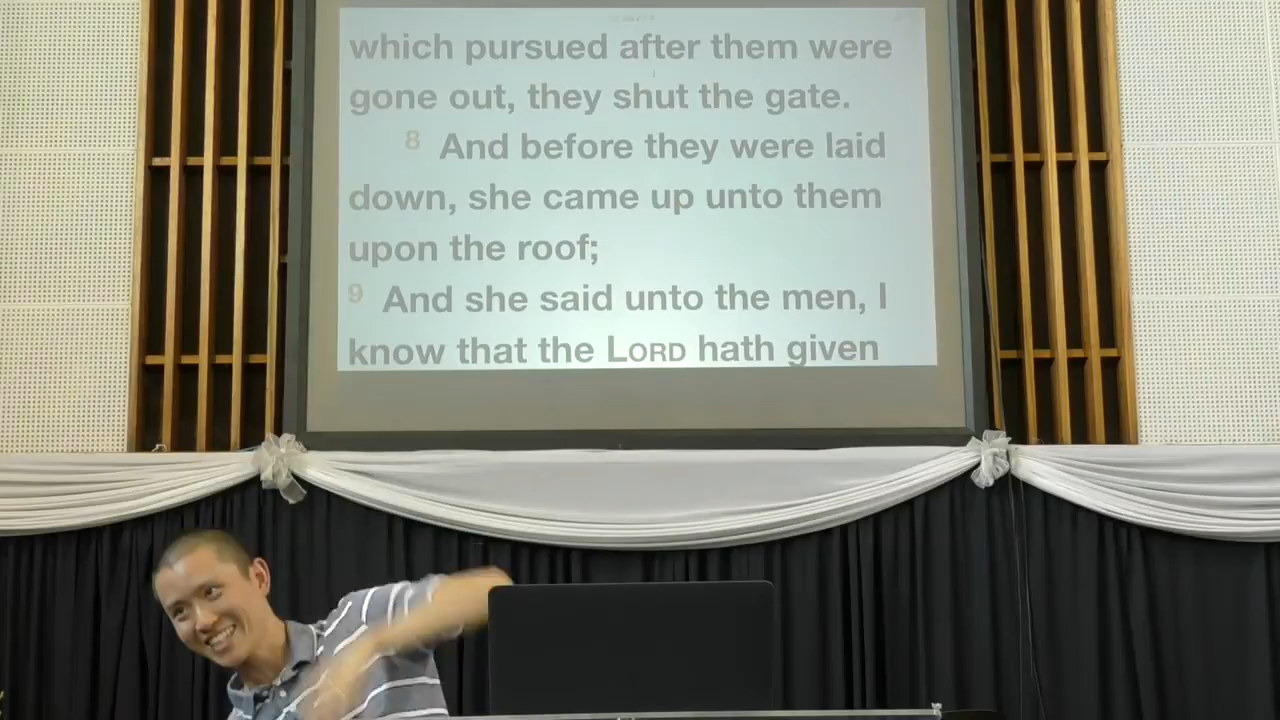 which pursued after them were
gone out, they shut the gate.
8 And before they were laid
down, she came up unto them
upon the roof;
9 And she said unto the men, I
know that the LORD hath given